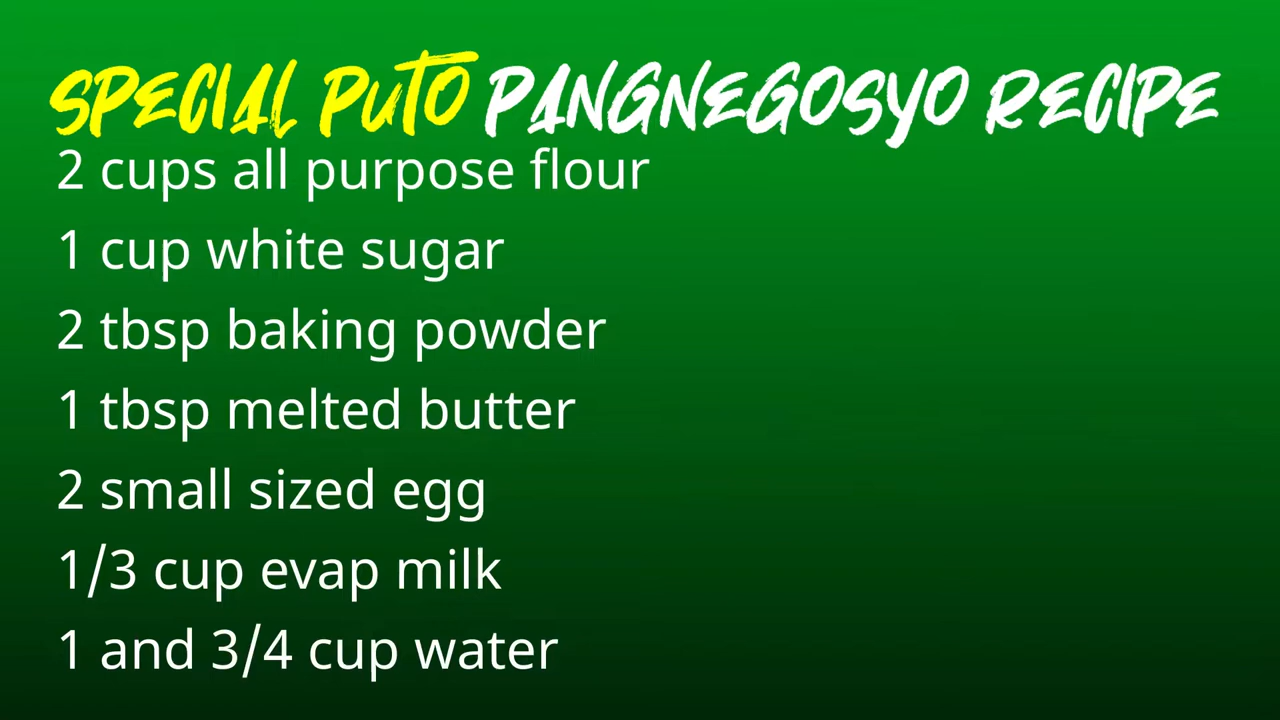 SPECIAL PUTO PANGNEGOSYO RECIPE
2 cups all purpose flour
1 cup white sugar
2 tbsp baking powder
1 tbsp melted butter
2 small sized egg
1/3 cup evap milk
1 and 3/4 cup water